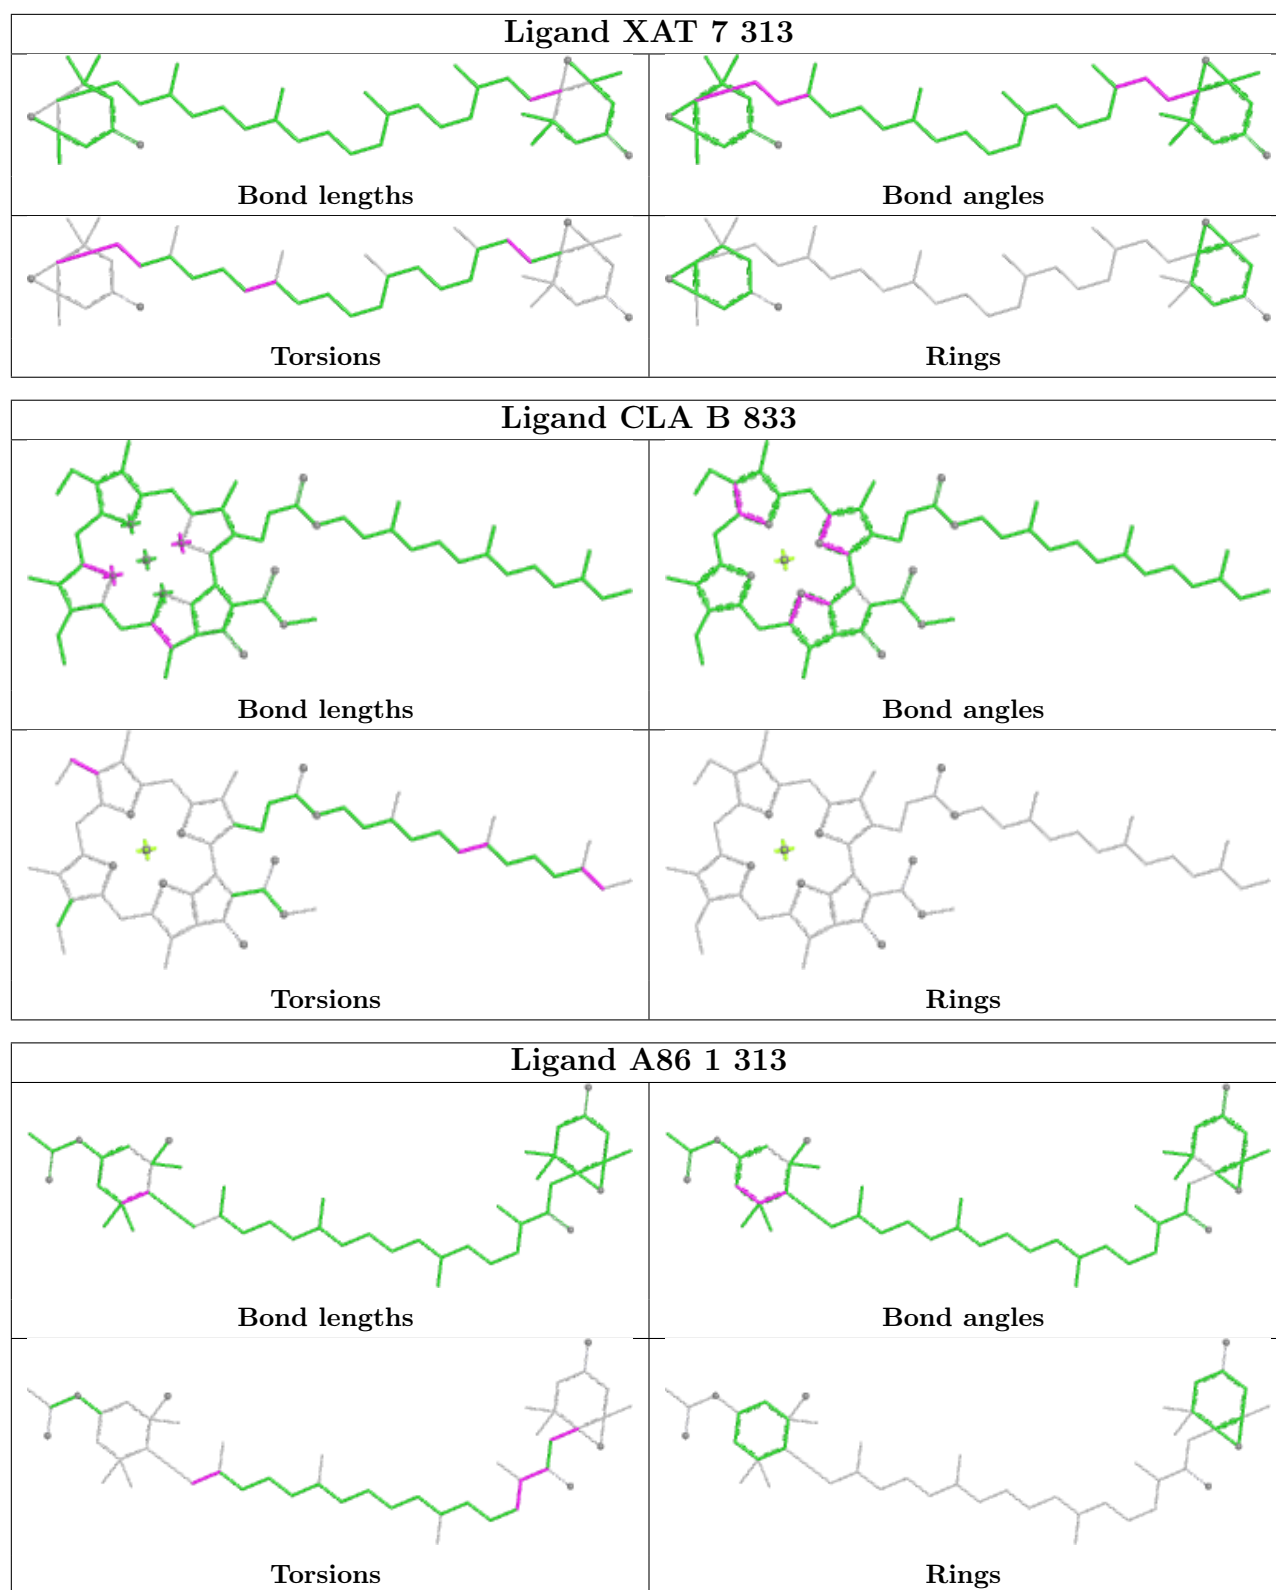 Ligand XAT 7 313
Bond lengths
Bond angles
Torsions
Rings
Ligand CLA B 833
Bond lengths
Bond angles
Torsions
Rings
Ligand A86 1 313
Bond lengths
Bond angles
Torsions
Rings